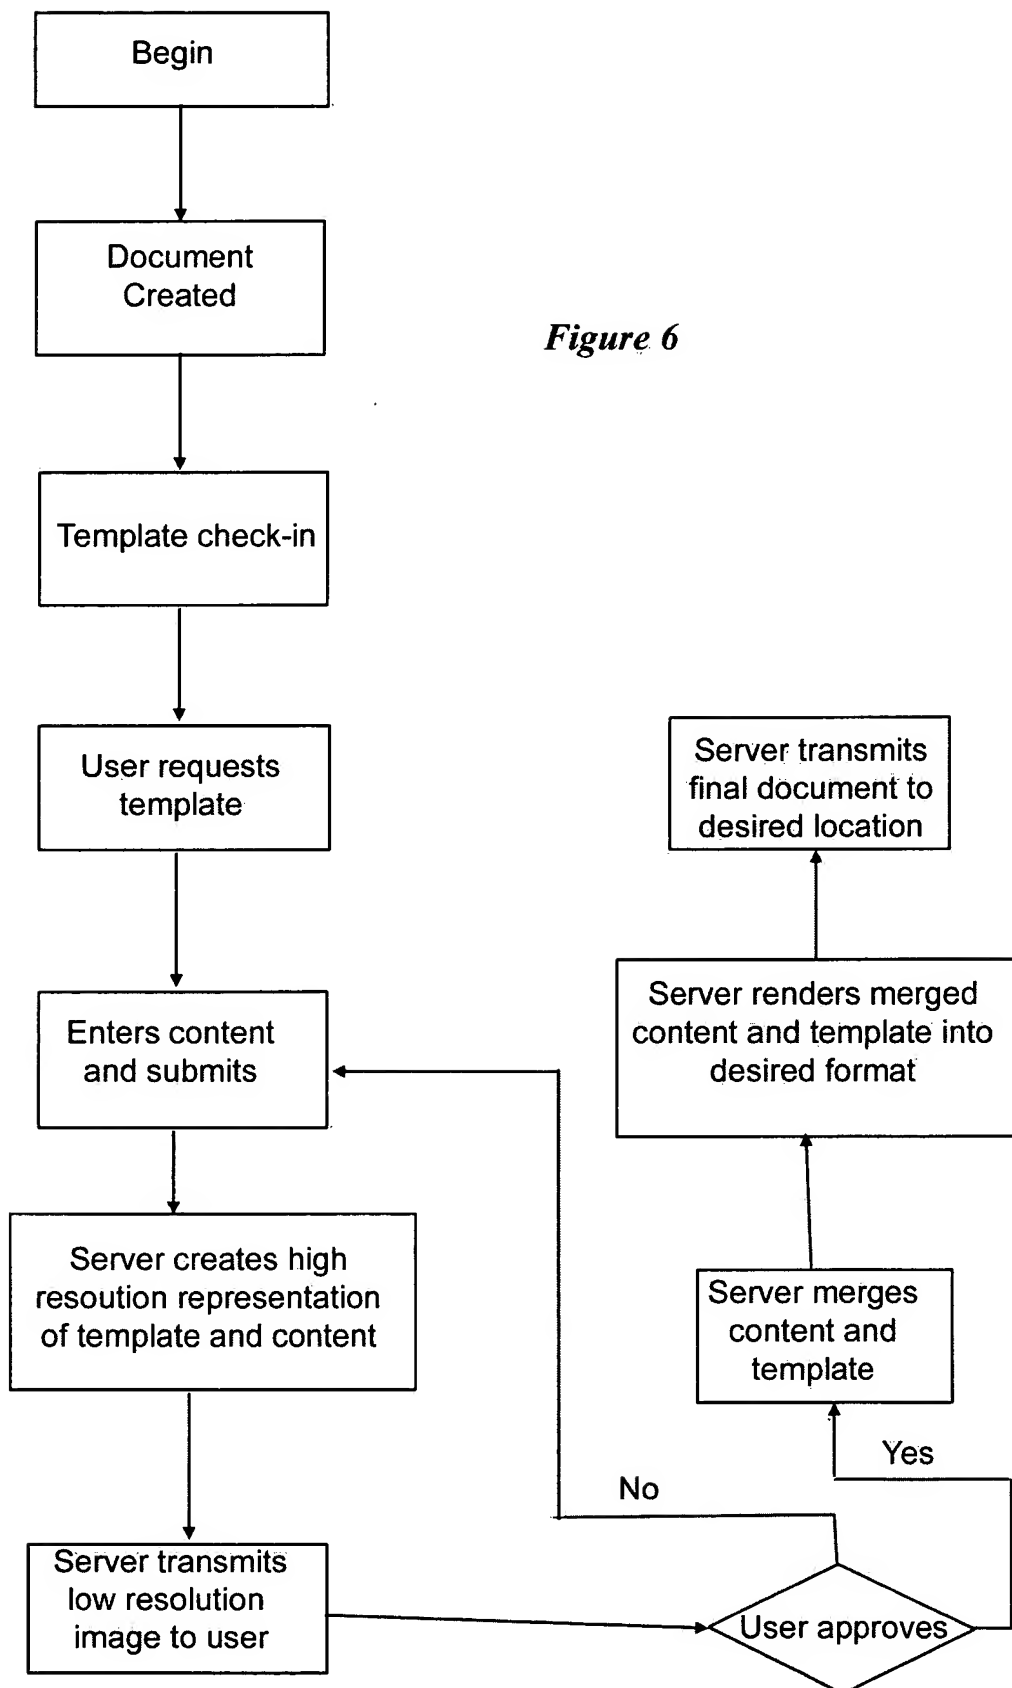 Begin
Document
Created
Figure 6
Template check-in
User requests
template
Enters content
and submits
Server creates high
resoution representation
of template and content
Server transmits
low resolution
image to user
User approves
No
Yes
Server merges
content and
template
Server renders merged
content and template into
desired format
Server transmits
final document to
desired location